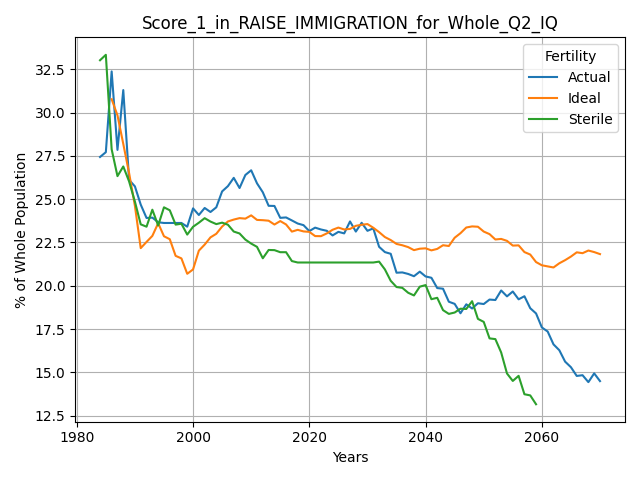 Score_1_in_RAISE_IMMIGRATION_for_Whole_Q2_IQ
Fertility
Actual
Ideal
Sterile
% of Whole Population
32.5
30.0
27.5
25.0
22.5
20.0
17.5
15.0
12.5
1980
2000
2020
2040
2060
Years